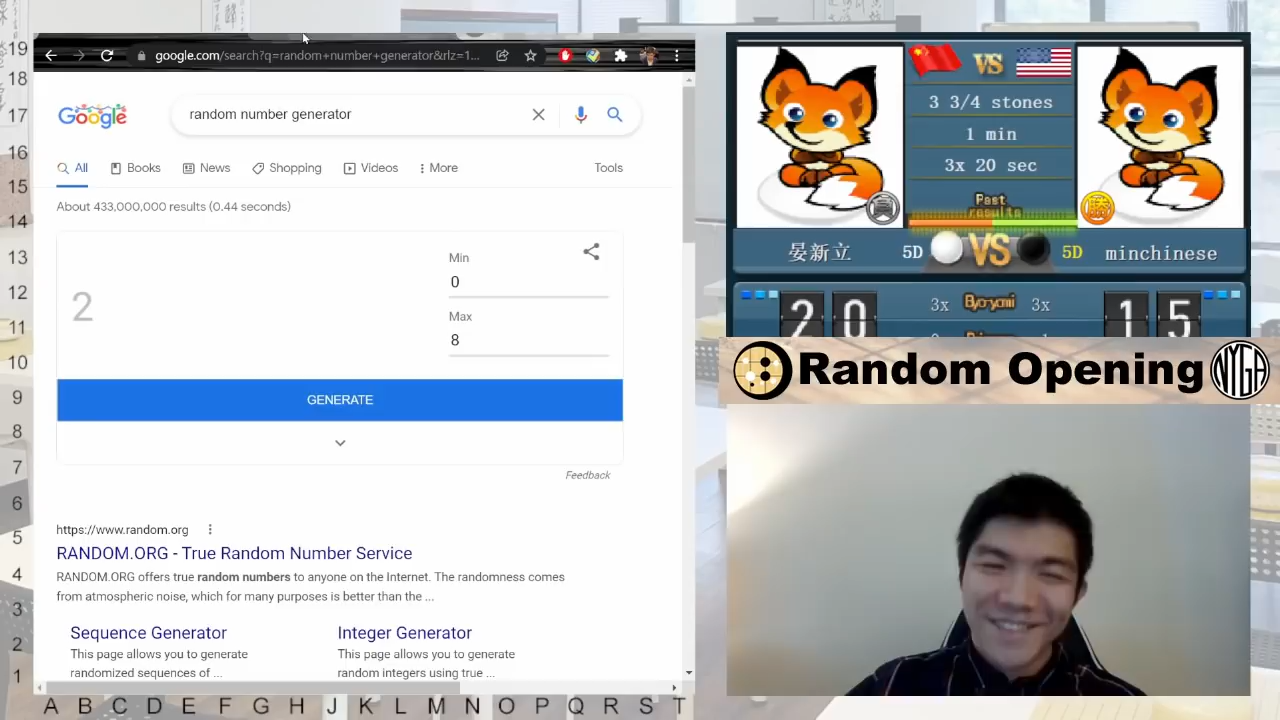 19
18
17
16
15
14
13
12
11
10
9
8
7
6
5
4
3
2
1
A B C D E F G H J K L M N O P Q R S T
google.com/search?q=random+number+generator&rlz=1...
Google
random number generator
All
Books
News
Shopping
Videos
More
Tools
About 433,000,000 results (0.44 seconds)
2
Min
0
Max
8
GENERATE
Feedback
https://www.random.org
RANDOM.ORG - True Random Number Service
RANDOM.ORG offers true random numbers to anyone on the Internet. The randomness comes
from atmospheric noise, which for many purposes is better than the ...
Sequence Generator
This page allows you to generate
randomized sequences of ...
Integer Generator
This page allows you to generate
random integers using true ...
VS
3 3/4 stones
1 min
3x 20 sec
Past
results
晏新立 5D VS 5D minchinese
20 3x Byo-yomi 3x 15
Random Opening
NYGA